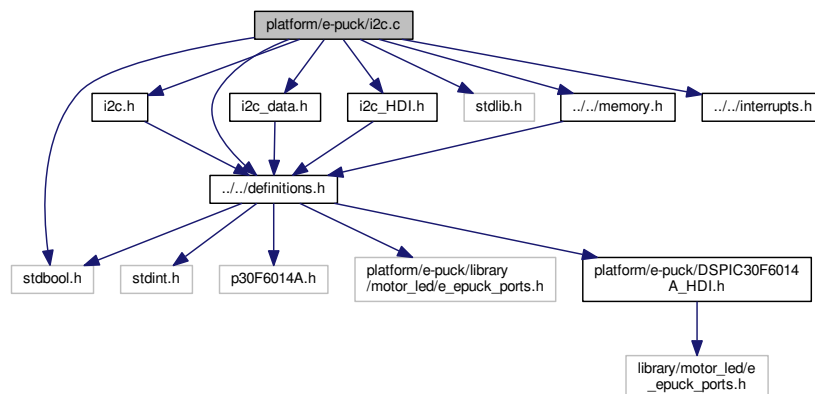 platform/e-puck/i2c.c
i2c.h
i2c_data.h
i2c_HDI.h
stdlib.h
../../memory.h
../../interrupts.h
../../definitions.h
stdbool.h
stdint.h
p30F6014A.h
platform/e-puck/library
/motor_led/e_epuck_ports.h
platform/e-puck/DSPIC30F6014
A_HDI.h
library/motor_led/e
_epuck_ports.h